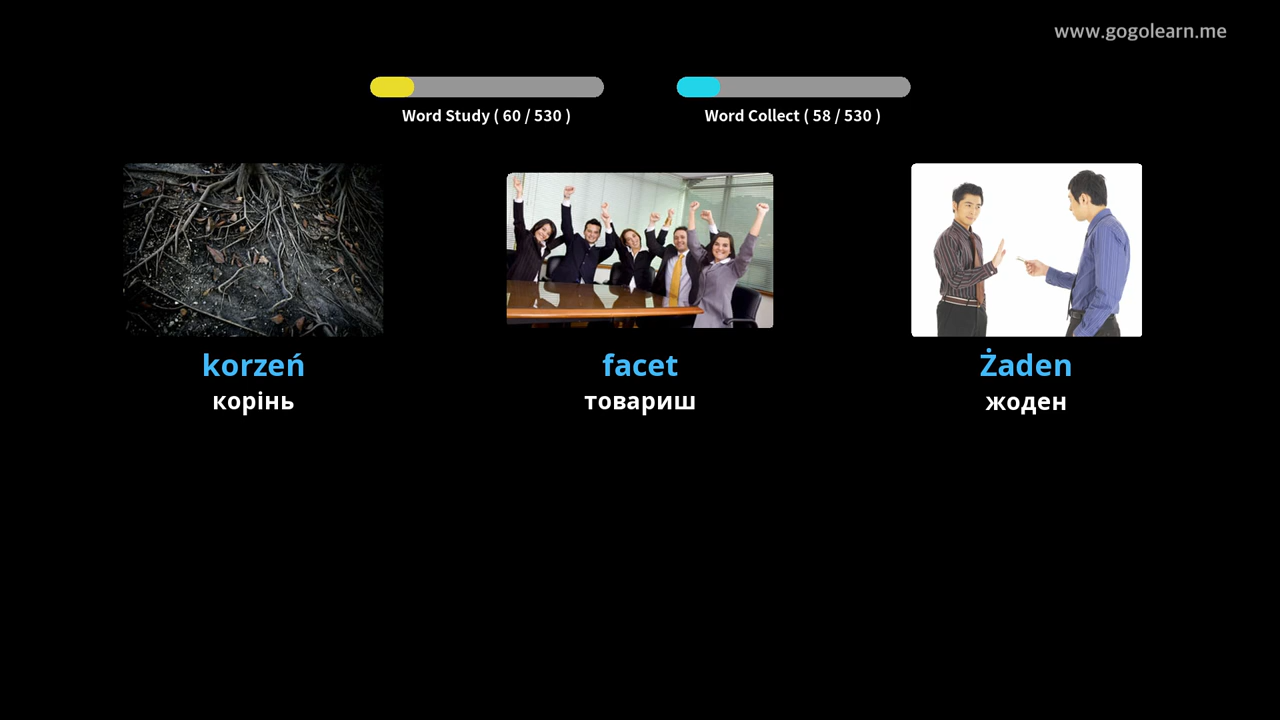 www.gogolearn.me
Word Study ( 60 / 530 )
Word Collect ( 58 / 530 )
korzeń
facet
Żaden
корінь
товариш
жоден